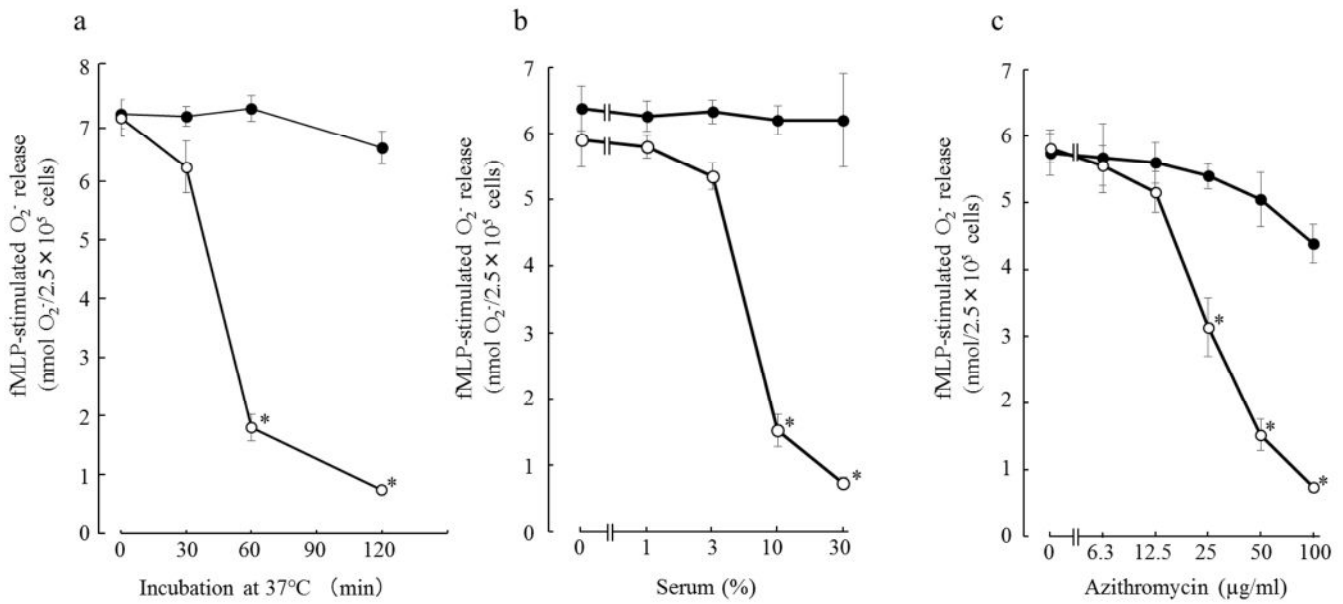 a
fMLP-stimulated O₂⁻ release
(nmol O₂⁻/2.5×10⁵ cells)
8
7
6
5
4
3
2
1
0
*
*
0 30 60 90 120
Incubation at 37°C (min)
b
fMLP-stimulated O₂⁻ release
(nmol O₂⁻/2.5×10⁵ cells)
7
6
5
4
3
2
1
0
*
*
0 1 3 10 30
Serum (%)
c
fMLP-stimulated O₂⁻ release
(nmol/2.5×10⁵ cells)
7
6
5
4
3
2
1
0
*
*
*
0 6.3 12.5 25 50 100
Azithromycin (μg/ml)